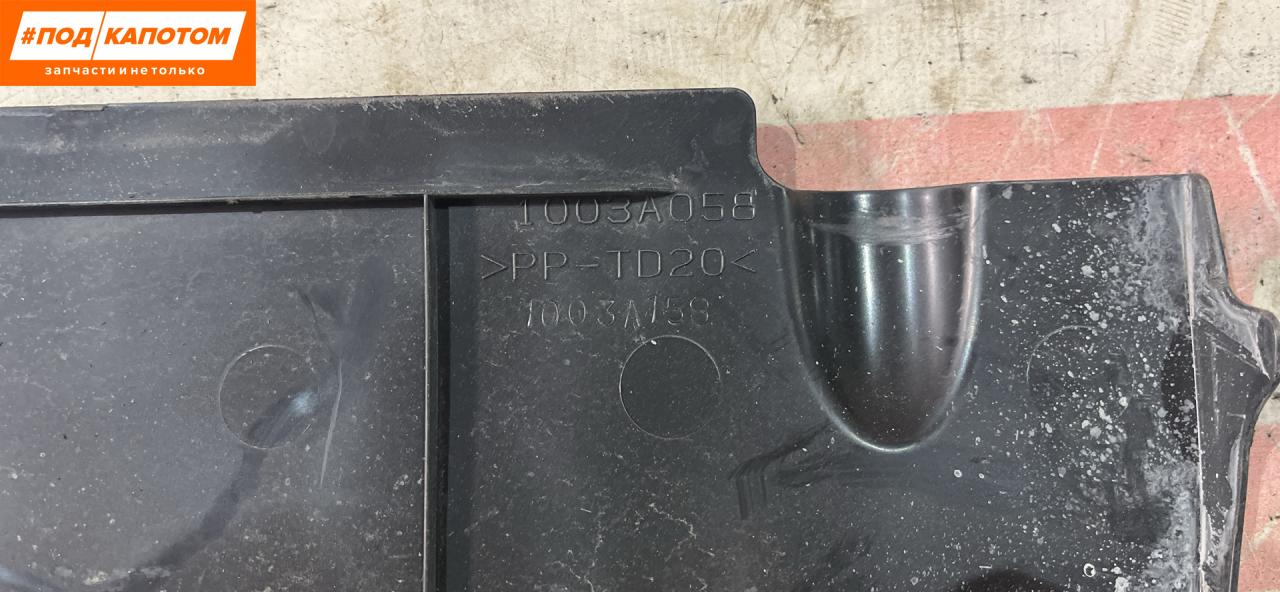 #ПОД КАПОТОМ
запчасти и не только
1003A058
>PP-TD20<
1003A158